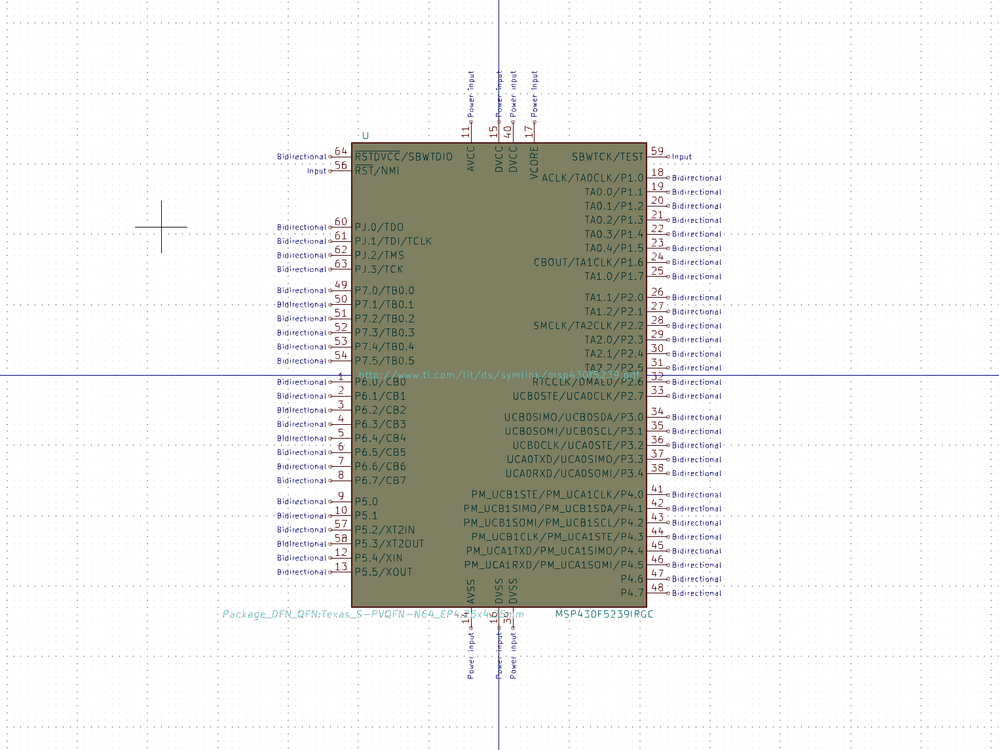 Power Input Power Input Power Input Power Input
11 15 40 17
U
AVCC DVCC DVCC VCORE
Bidirectional 64 RSTDVCC/SBWTDIO SBWTCK/TEST 59 Input
Input 56 RST/NMI
ACLK/TA0CLK/P1.0 18 Bidirectional
TA0.0/P1.1 19 Bidirectional
TA0.1/P1.2 20 Bidirectional
TA0.2/P1.3 21 Bidirectional
Bidirectional 60 PJ.0/TDO
TA0.3/P1.4 22 Bidirectional
Bidirectional 61 PJ.1/TDI/TCLK
TA0.4/P1.5 23 Bidirectional
Bidirectional 62 PJ.2/TMS
CBOUT/TA1CLK/P1.6 24 Bidirectional
Bidirectional 63 PJ.3/TCK
TA1.0/P1.7 25 Bidirectional
Bidirectional 49 P7.0/TB0.0
TA1.1/P2.0 26 Bidirectional
Bidirectional 50 P7.1/TB0.1
TA1.2/P2.1 27 Bidirectional
Bidirectional 51 P7.2/TB0.2
SMCLK/TA2CLK/P2.2 28 Bidirectional
Bidirectional 52 P7.3/TB0.3
TA2.0/P2.3 29 Bidirectional
Bidirectional 53 P7.4/TB0.4
TA2.1/P2.4 30 Bidirectional
Bidirectional 54 P7.5/TB0.5
TA2.2/P2.5 31 Bidirectional
http://www.ti.com/lit/ds/symlink/msp430f5239.pdf
Bidirectional 1 P6.0/CB0 RTCCLK/DMAE0/P2.6 32 Bidirectional
Bidirectional 2 P6.1/CB1 UCB0STE/UCA0CLK/P2.7 33 Bidirectional
Bidirectional 3 P6.2/CB2
UCB0SIMO/UCB0SDA/P3.0 34 Bidirectional
Bidirectional 4 P6.3/CB3
UCB0SOMI/UCB0SCL/P3.1 35 Bidirectional
Bidirectional 5 P6.4/CB4
UCB0CLK/UCA0STE/P3.2 36 Bidirectional
Bidirectional 6 P6.5/CB5
UCA0TXD/UCA0SIMO/P3.3 37 Bidirectional
Bidirectional 7 P6.6/CB6
UCA0RXD/UCA0SOMI/P3.4 38 Bidirectional
Bidirectional 8 P6.7/CB7
PM_UCB1STE/PM_UCA1CLK/P4.0 41 Bidirectional
Bidirectional 9 P5.0
PM_UCB1SIMO/PM_UCB1SDA/P4.1 42 Bidirectional
Bidirectional 10 P5.1
PM_UCB1SOMI/PM_UCB1SCL/P4.2 43 Bidirectional
Bidirectional 57 P5.2/XT2IN
PM_UCB1CLK/PM_UCA1STE/P4.3 44 Bidirectional
Bidirectional 58 P5.3/XT2OUT
PM_UCA1TXD/PM_UCA1SIMO/P4.4 45 Bidirectional
Bidirectional 12 P5.4/XIN
PM_UCA1RXD/PM_UCA1SOMI/P4.5 46 Bidirectional
Bidirectional 13 P5.5/XOUT
P4.6 47 Bidirectional
P4.7 48 Bidirectional
AVSS DVSS DVSS
MSP430F5239IRGC
14 16 39
Power Input Power Input Power Input